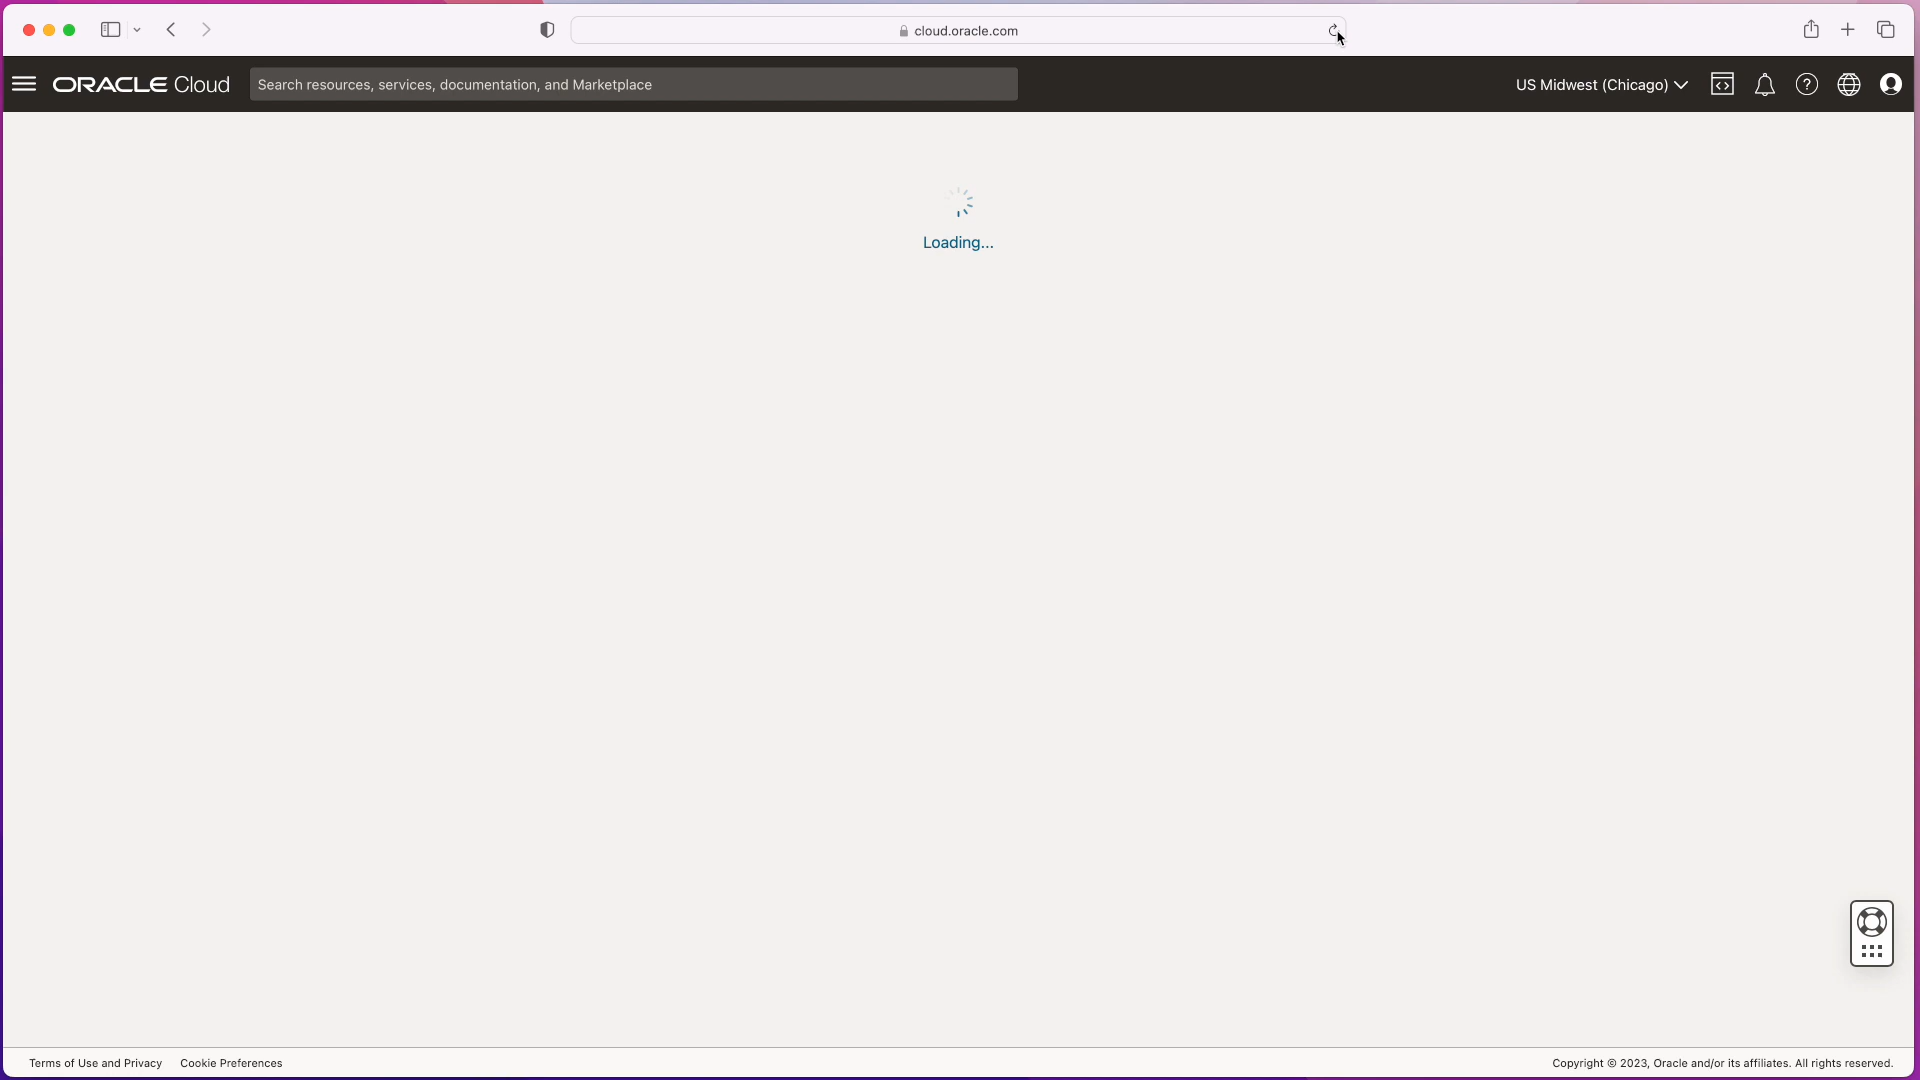 cloud.oracle.com
ORACLE Cloud
Search resources, services, documentation, and Marketplace
US Midwest (Chicago)
Loading...
Terms of Use and Privacy
Cookie Preferences
Copyright © 2023, Oracle and/or its affiliates. All rights reserved.